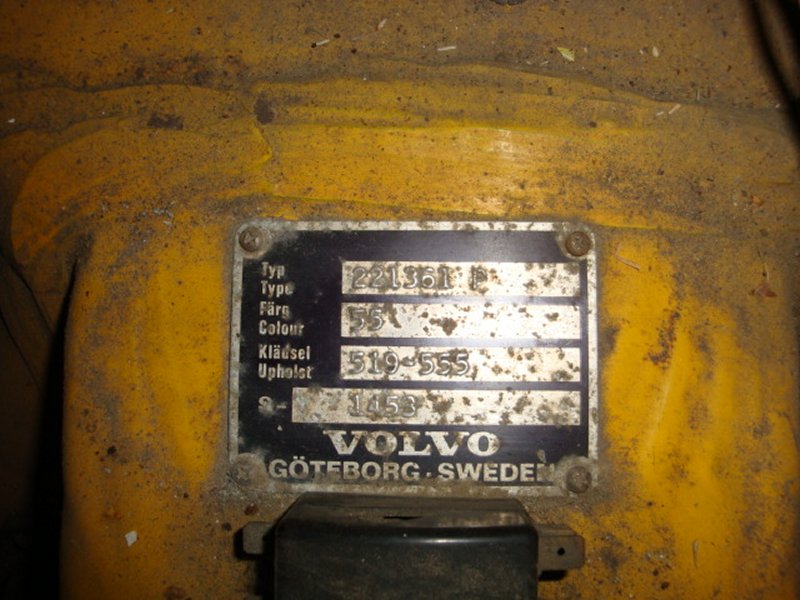 Typ
Type
221361 P
Färg
Colour
55
Klädsel
Upholst
519-555
S-
1453
VOLVO
GÖTEBORG · SWEDEN